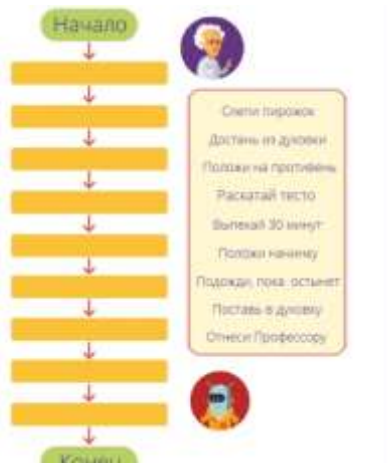 Начало
Слепи пирожок
Достань из духовки
Положи на противень
Раскатай тесто
Выпекай 30 минут
Положи начинку
Подожди, пока остынет
Поставь в духовку
Отнеси Профессору
Конец